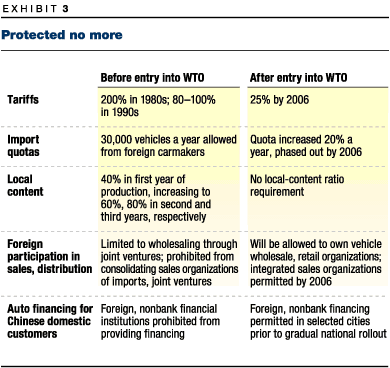 EXHIBIT 3
Protected no more
Before entry into WTO
After entry into WTO
Tariffs
200% in 1980s; 80–100%
in 1990s
25% by 2006
Import
quotas
30,000 vehicles a year allowed
from foreign carmakers
Quota increased 20% a
year, phased out by 2006
Local
content
40% in first year of
production, increasing to
60%, 80% in second and
third years, respectively
No local-content ratio
requirement
Foreign
participation in
sales, distribution
Limited to wholesaling through
joint ventures; prohibited from
consolidating sales organizations
of imports, joint ventures
Will be allowed to own vehicle
wholesale, retail organizations;
integrated sales organizations
permitted by 2006
Auto financing for
Chinese domestic
customers
Foreign, nonbank financial
institutions prohibited from
providing financing
Foreign, nonbank financing
permitted in selected cities
prior to gradual national rollout